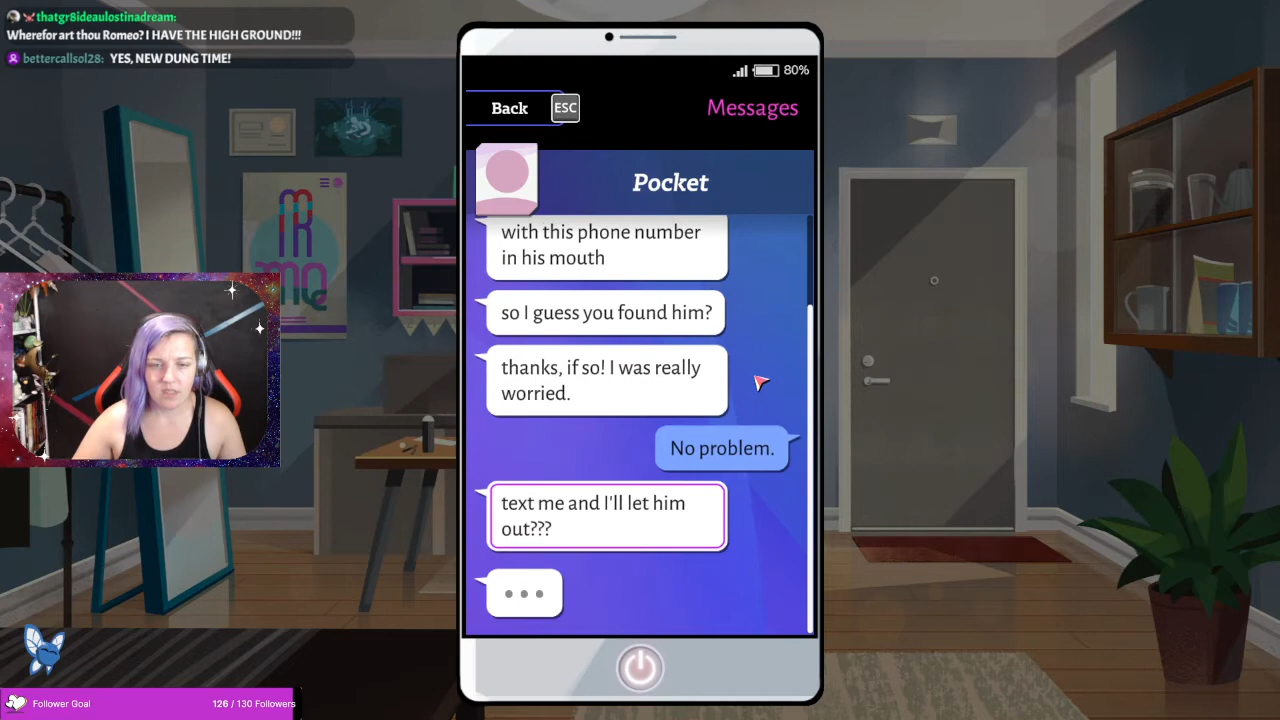 thatgr8ideaulostinadream:
Wherefor art thou Romeo? I HAVE THE HIGH GROUND!!!
bettercallsol28: YES, NEW DUNG TIME!
80%
Back ESC Messages
Pocket
with this phone number
in his mouth
so I guess you found him?
thanks, if so! I was really
worried.
No problem.
text me and I'll let him
out???
Follower Goal 126 / 130 Followers